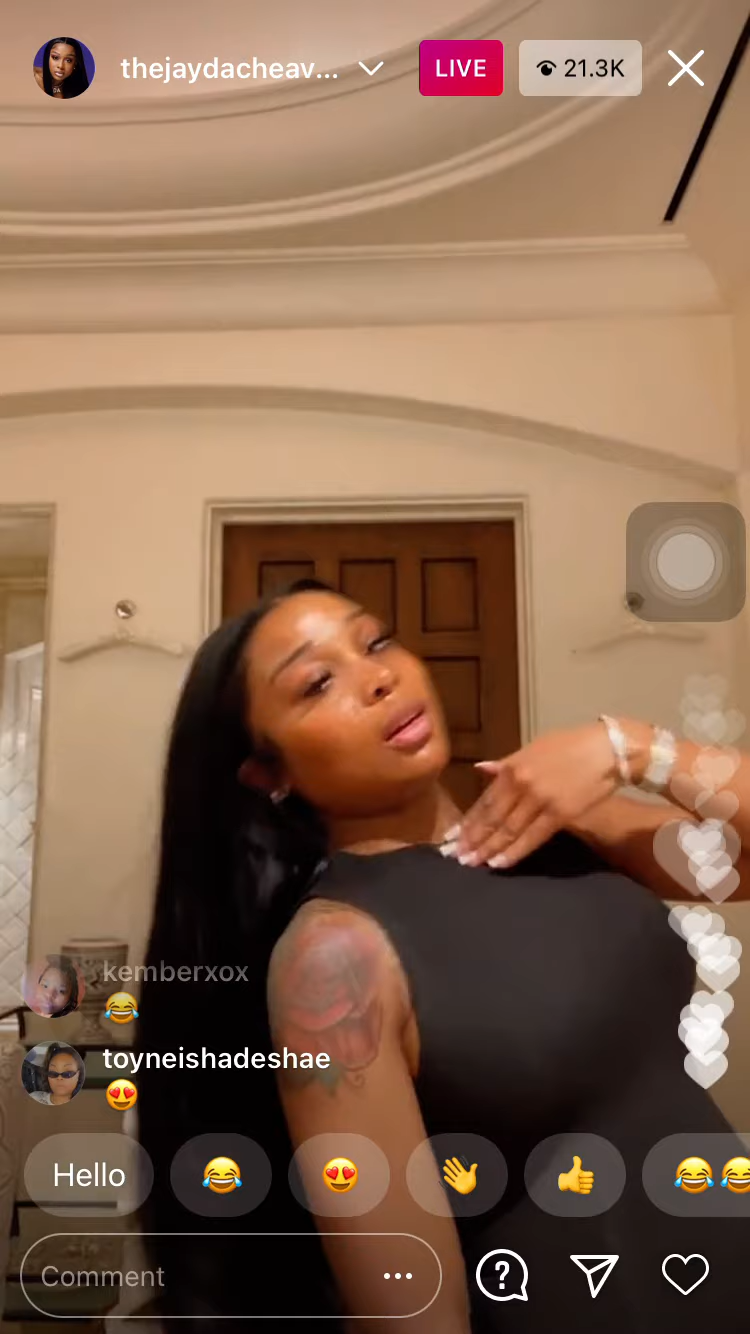 thejaydacheav...
LIVE
21.3K
kemberxox
😂
toyneishadeshae
😍
Hello
😂
😍
👋
👍
😂😂
Comment